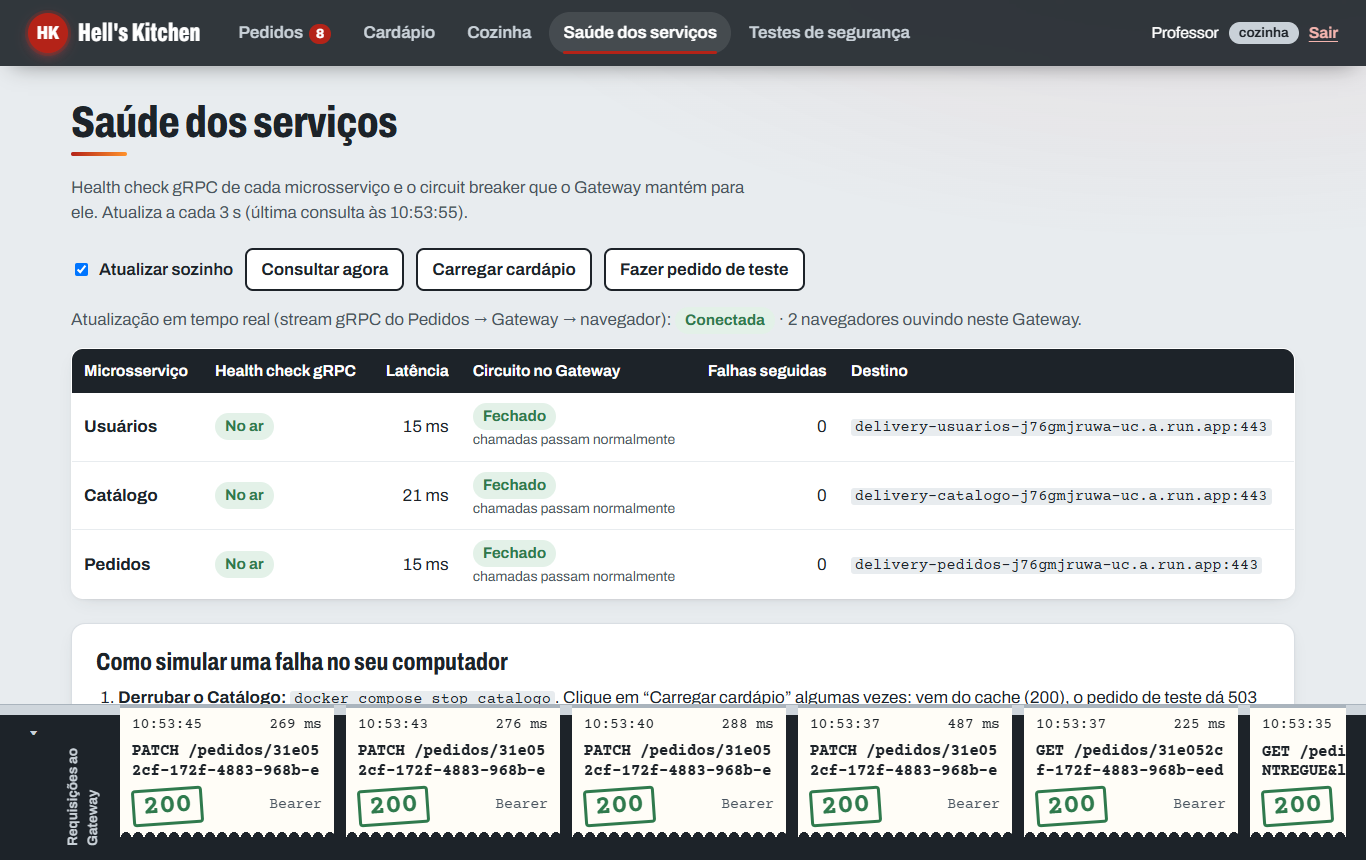 HK Hell's Kitchen Pedidos 8 Cardápio Cozinha Saúde dos serviços Testes de segurança Professor cozinha Sair
Saúde dos serviços
Health check gRPC de cada microsserviço e o circuit breaker que o Gateway mantém para
ele. Atualiza a cada 3 s (última consulta às 10:53:55).
Atualizar sozinho Consultar agora Carregar cardápio Fazer pedido de teste
Atualização em tempo real (stream gRPC do Pedidos → Gateway → navegador): Conectada · 2 navegadores ouvindo neste Gateway.
Microsserviço Health check gRPC Latência Circuito no Gateway Falhas seguidas Destino
Usuários No ar 15 ms Fechado 0 delivery-usuarios-j76gmjruwa-uc.a.run.app:443
chamadas passam normalmente
Catálogo No ar 21 ms Fechado 0 delivery-catalogo-j76gmjruwa-uc.a.run.app:443
chamadas passam normalmente
Pedidos No ar 15 ms Fechado 0 delivery-pedidos-j76gmjruwa-uc.a.run.app:443
chamadas passam normalmente
Como simular uma falha no seu computador
1. Derrubar o Catálogo: docker compose stop catalogo. Clique em “Carregar cardápio” algumas vezes: vem do cache (200), o pedido de teste dá 503
Requisições ao
Gateway
10:53:45 269 ms
PATCH /pedidos/31e05
2cf-172f-4883-968b-e
200 Bearer
10:53:43 276 ms
PATCH /pedidos/31e05
2cf-172f-4883-968b-e
200 Bearer
10:53:40 288 ms
PATCH /pedidos/31e05
2cf-172f-4883-968b-e
200 Bearer
10:53:37 487 ms
PATCH /pedidos/31e05
2cf-172f-4883-968b-e
200 Bearer
10:53:37 225 ms
GET /pedidos/31e052c
f-172f-4883-968b-eed
200 Bearer
10:53:35
GET /pedi
NTREGUE&l
200